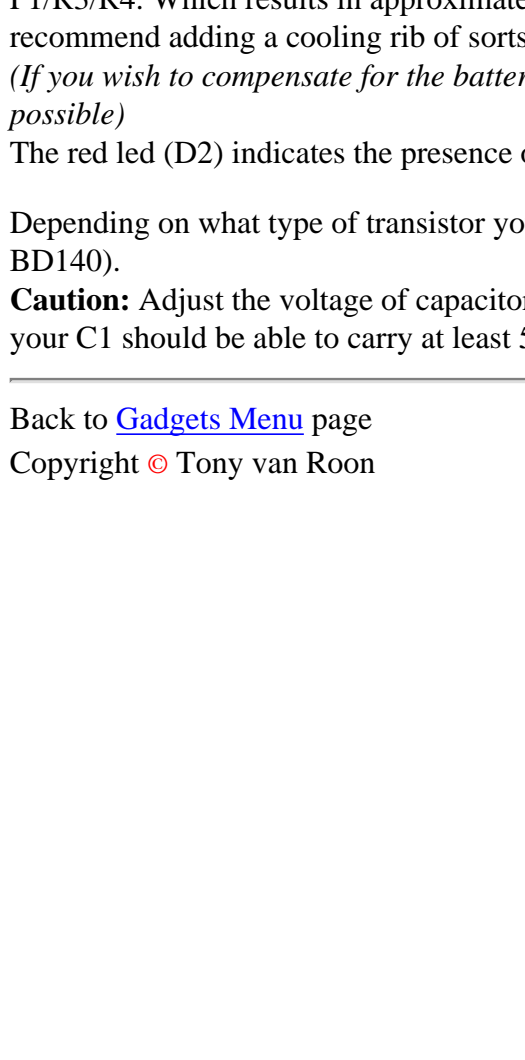 P1/R3/R4. Which results in approximate
recommend adding a cooling rib of sorts
(If you wish to compensate for the batter
possible)
The red led (D2) indicates the presence
Depending on what type of transistor yo
BD140).
Caution: Adjust the voltage of capacitor
your C1 should be able to carry at least
Back to Gadgets Menu page
Copyright © Tony van Roon